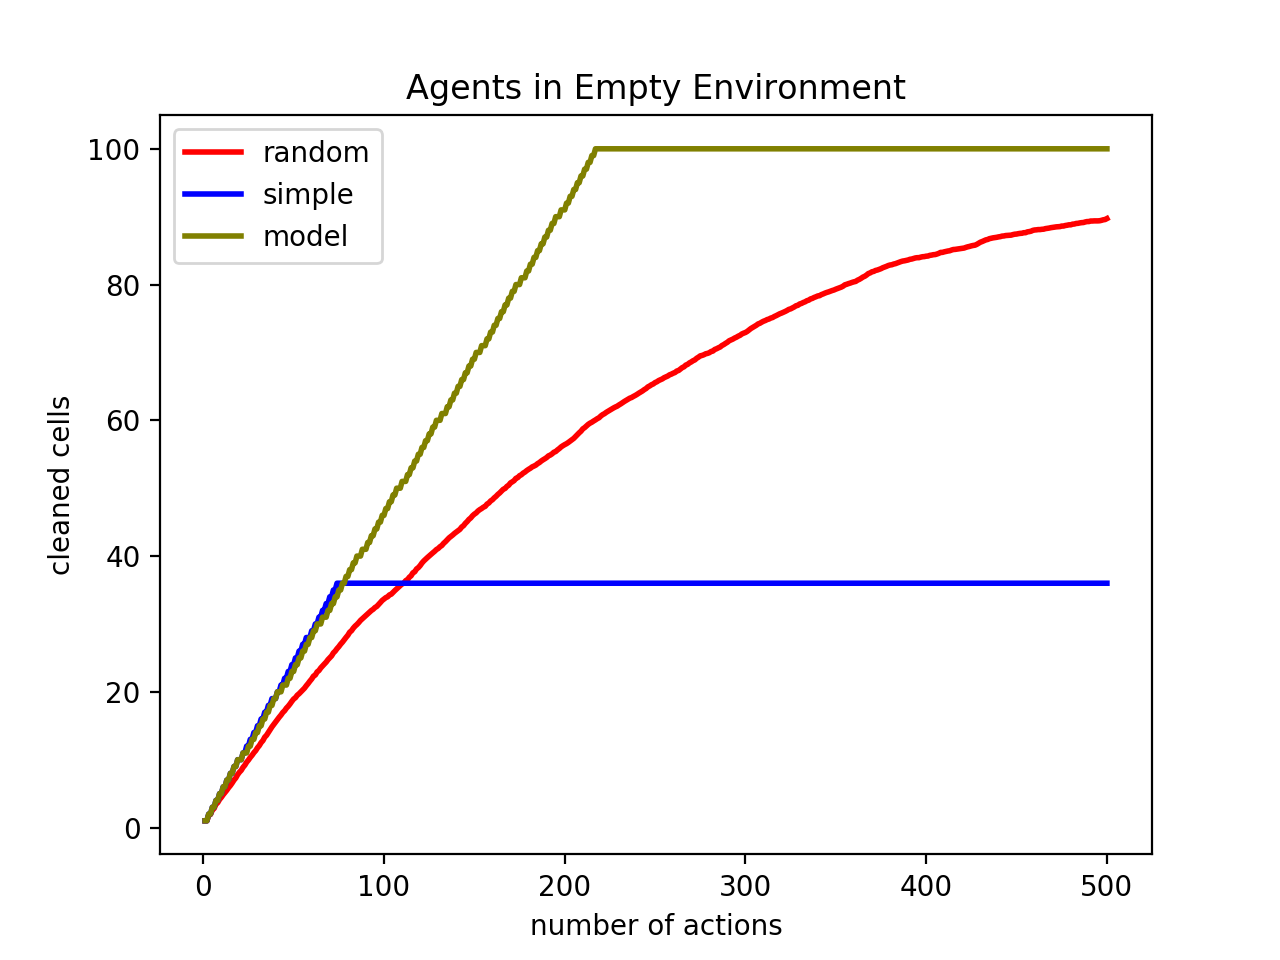 Agents in Empty Environment
random
simple
model
100
80
60
40
20
0
cleaned cells
0 100 200 300 400 500
number of actions